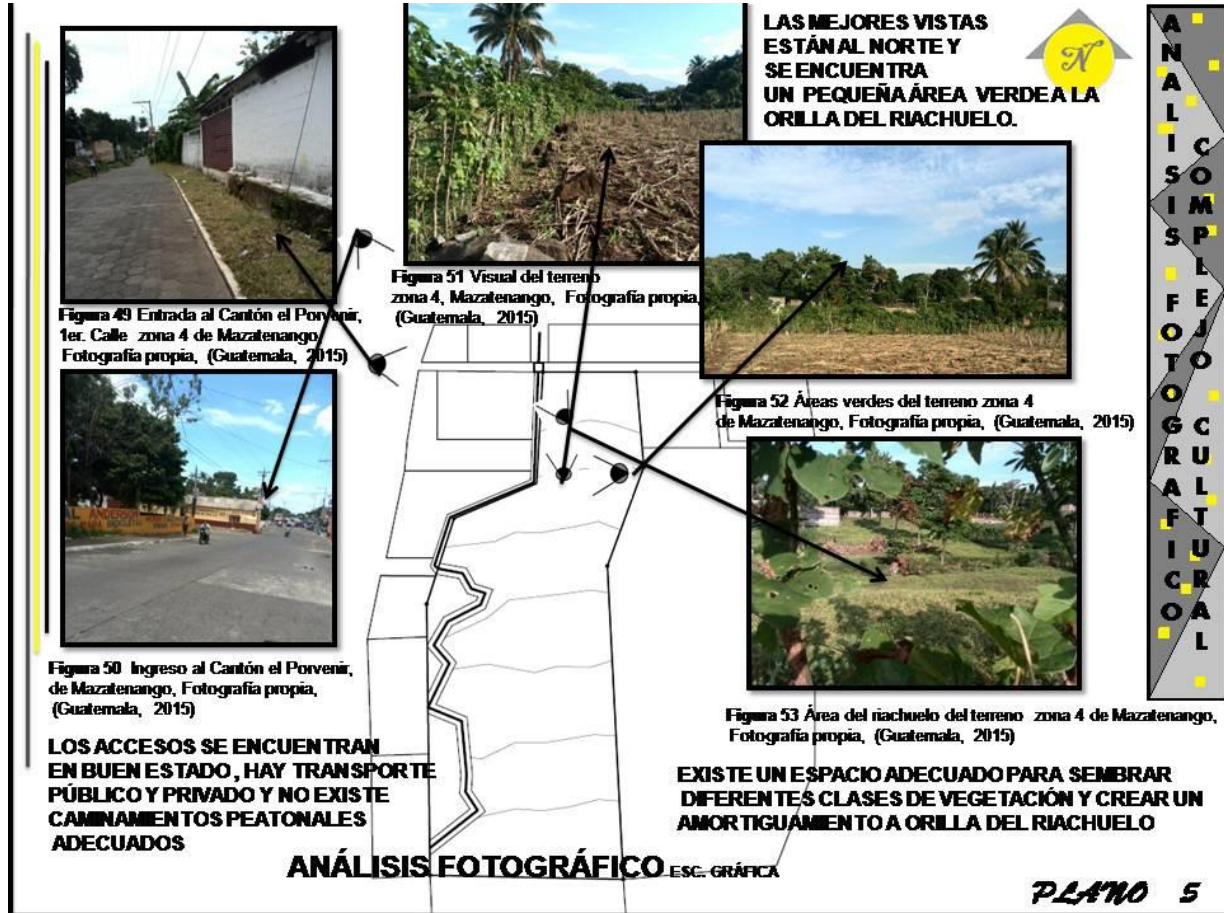 LAS MEJORES VISTAS
ESTÁN AL NORTE Y
SE ENCUENTRA
UN PEQUEÑA ÁREA VERDE A LA
ORILLA DEL RIACHUELO.
N
Figura 49 Entrada al Cantón el Porvenir,
1er. Calle zona 4 de Mazatenango
Fotografía propia, (Guatemala, 2015)
Figura 51 Visual del terreno
zona 4, Mazatenango, Fotografía propia,
(Guatemala, 2015)
Figura 52 Áreas verdes del terreno zona 4
de Mazatenango, Fotografía propia, (Guatemala, 2015)
ANDERSON
Figura 50 Ingreso al Cantón el Porvenir,
de Mazatenango, Fotografía propia,
(Guatemala, 2015)
Figura 53 Área del riachuelo del terreno zona 4 de Mazatenango,
Fotografía propia, (Guatemala, 2015)
LOS ACCESOS SE ENCUENTRAN
EN BUEN ESTADO, HAY TRANSPORTE
PÚBLICO Y PRIVADO Y NO EXISTE
CAMINAMIENTOS PEATONALES
ADECUADOS
EXISTE UN ESPACIO ADECUADO PARA SEMBRAR
DIFERENTES CLASES DE VEGETACIÓN Y CREAR UN
AMORTIGUAMIENTO A ORILLA DEL RIACHUELO
ANÁLISIS FOTOGRÁFICO ESC. GRÁFICA
PLANO 5
ANALISIS FOTOGRAFICO
COMPLEJO CULTURAL